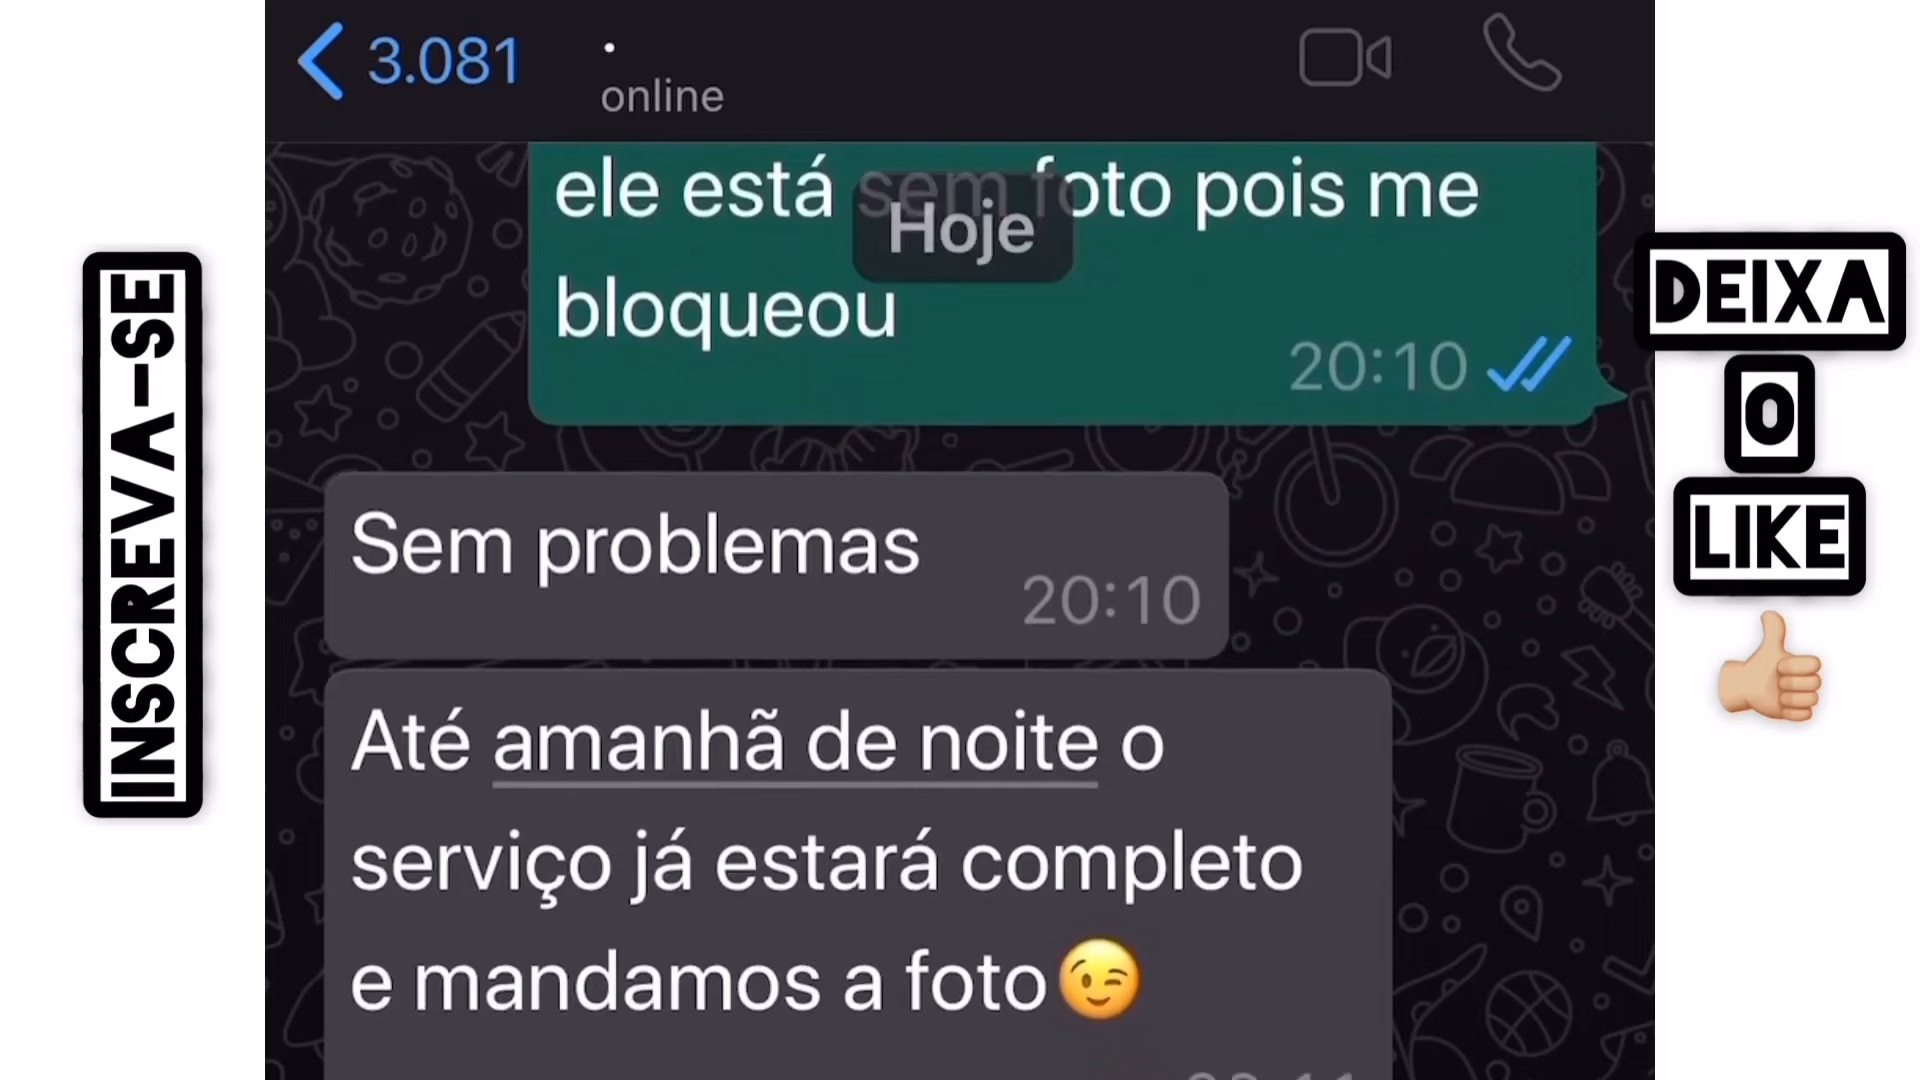 3.081
.
online
ele está sem foto pois me
Hoje
bloqueou
20:10
Sem problemas
20:10
Até amanhã de noite o
serviço já estará completo
e mandamos a foto😉
INSCREVA-SE
DEIXA
O
LIKE